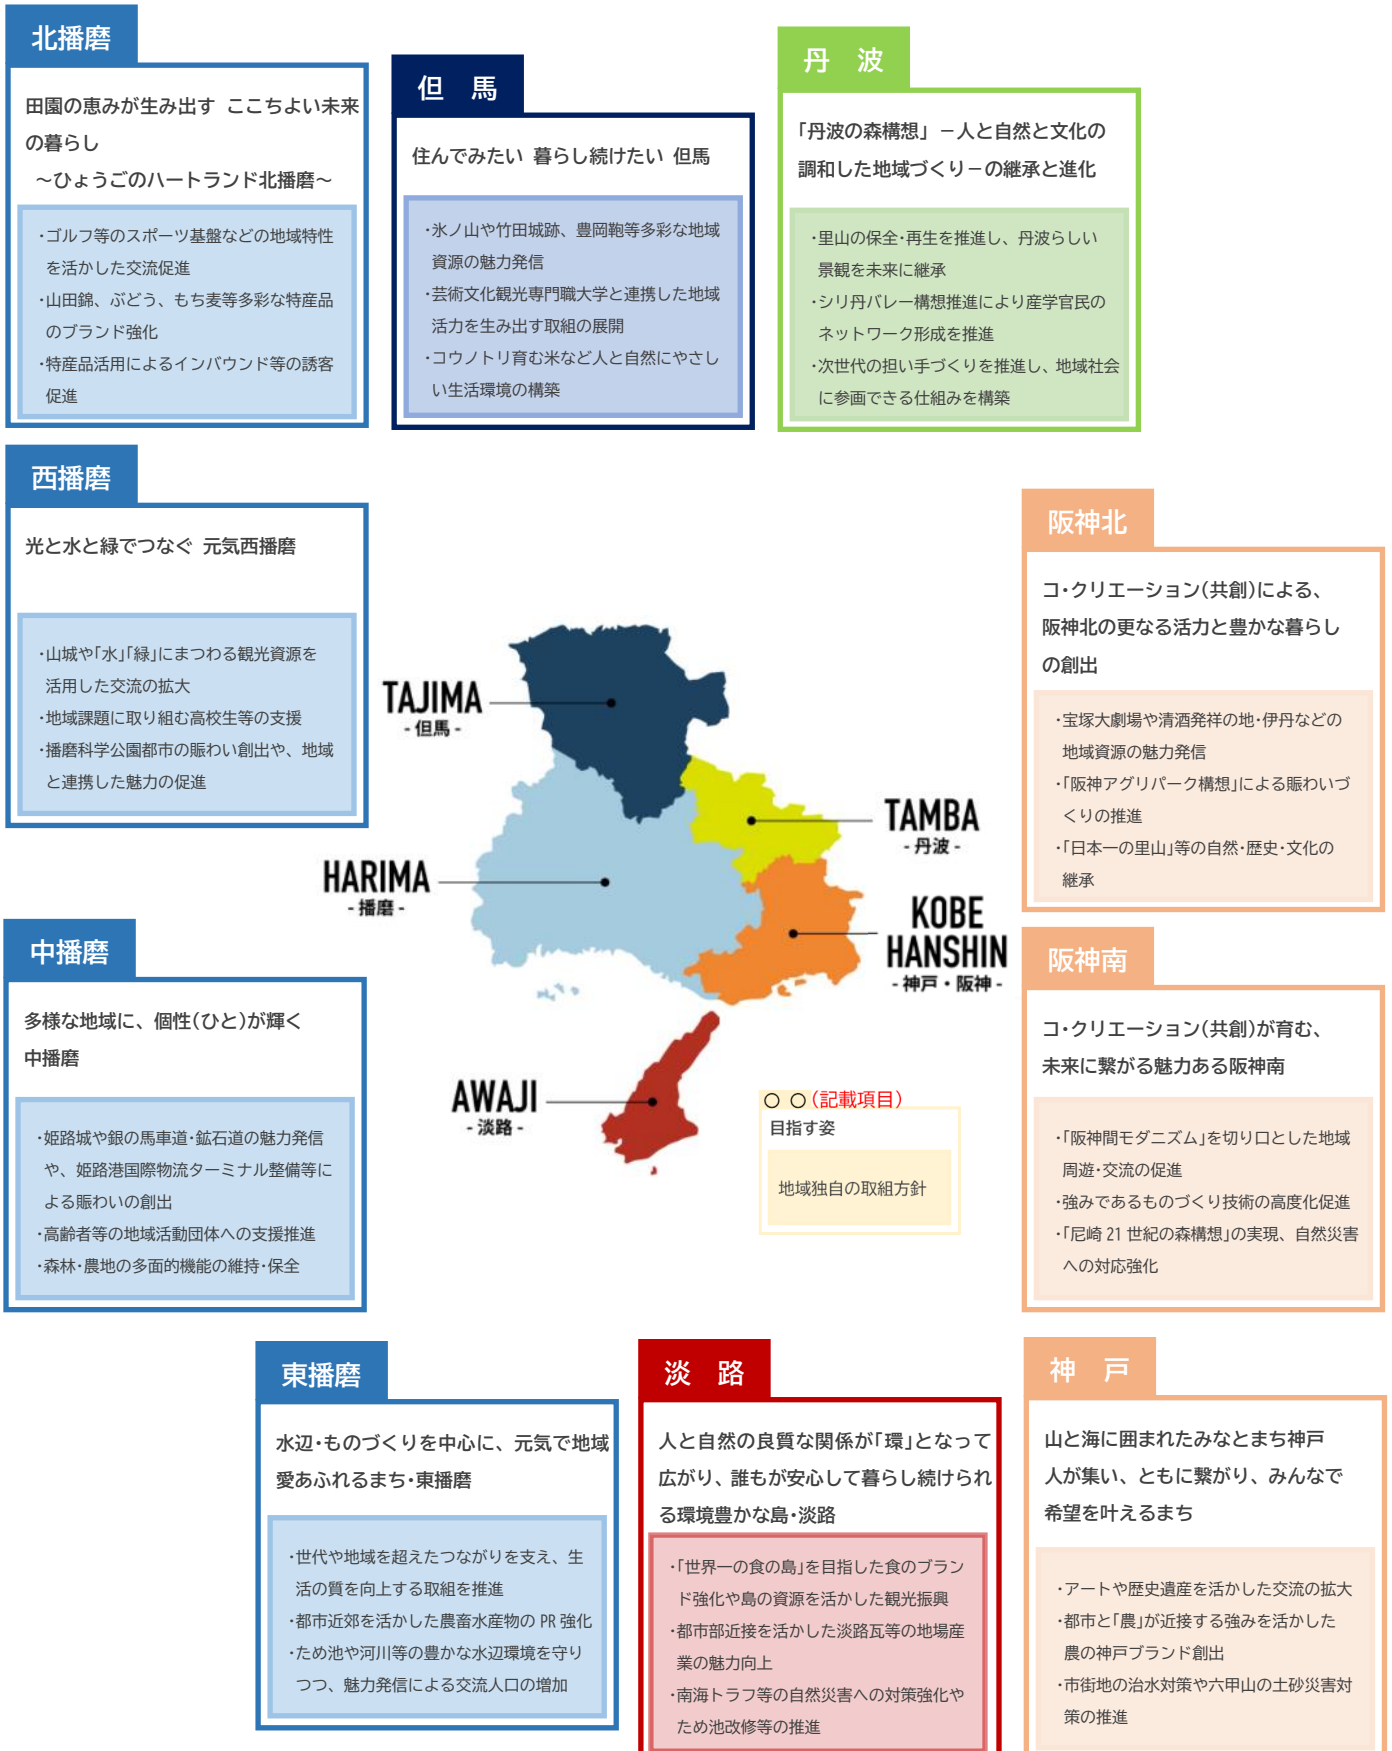 北播磨
田園の恵みが生み出す ここちよい未来
の暮らし
～ひょうごのハートランド北播磨～
・ゴルフ等のスポーツ基盤などの地域特性
を活かした交流促進
・山田錦、ぶどう、もち麦等多彩な特産品
のブランド強化
・特産品活用によるインバウンド等の誘客
促進
但 馬
住んでみたい 暮らし続けたい 但馬
・氷ノ山や竹田城跡、豊岡鞄等多彩な地域
資源の魅力発信
・芸術文化観光専門職大学と連携した地域
活力を生み出す取組の展開
・コウノトリ育む米など人と自然にやさし
い生活環境の構築
丹 波
「丹波の森構想」－人と自然と文化の
調和した地域づくり－の継承と進化
・里山の保全・再生を推進し、丹波らしい
景観を未来に継承
・シリ丹バレー構想推進により産学官民の
ネットワーク形成を推進
・次世代の担い手づくりを推進し、地域社会
に参画できる仕組みを構築
西播磨
光と水と緑でつなぐ 元気西播磨
・山城や「水」「緑」にまつわる観光資源を
活用した交流の拡大
・地域課題に取り組む高校生等の支援
・播磨科学公園都市の賑わい創出や、地域
と連携した魅力の促進
TAJIMA
- 但馬 -
HARIMA
- 播磨 -
TAMBA
- 丹波 -
KOBE
HANSHIN
- 神戸・阪神 -
AWAJI
- 淡路 -
○ ○（記載項目）
目指す姿
地域独自の取組方針
阪神北
コ・クリエーション(共創)による、
阪神北の更なる活力と豊かな暮らし
の創出
・宝塚大劇場や清酒発祥の地・伊丹などの
地域資源の魅力発信
・「阪神アグリパーク構想」による賑わいづ
くりの推進
・「日本一の里山」等の自然・歴史・文化の
継承
中播磨
多様な地域に、個性(ひと)が輝く
中播磨
・姫路城や銀の馬車道・鉱石道の魅力発信
や、姫路港国際物流ターミナル整備等に
よる賑わいの創出
・高齢者等の地域活動団体への支援推進
・森林・農地の多面的機能の維持・保全
阪神南
コ・クリエーション(共創)が育む、
未来に繋がる魅力ある阪神南
・「阪神間モダニズム」を切り口とした地域
周遊・交流の促進
・強みであるものづくり技術の高度化促進
・「尼崎 21 世紀の森構想」の実現、自然災害
への対応強化
東播磨
水辺・ものづくりを中心に、元気で地域
愛あふれるまち・東播磨
・世代や地域を超えたつながりを支え、生
活の質を向上する取組を推進
・都市近郊を活かした農畜水産物の PR 強化
・ため池や河川等の豊かな水辺環境を守り
つつ、魅力発信による交流人口の増加
淡 路
人と自然の良質な関係が「環」となって
広がり、誰もが安心して暮らし続けられ
る環境豊かな島・淡路
・「世界一の食の島」を目指した食のブラン
ド強化や島の資源を活かした観光振興
・都市部近接を活かした淡路瓦等の地場産
業の魅力向上
・南海トラフ等の自然災害への対策強化や
ため池改修等の推進
神 戸
山と海に囲まれたみなとまち神戸
人が集い、ともに繋がり、みんなで
希望を叶えるまち
・アートや歴史遺産を活かした交流の拡大
・都市と「農」が近接する強みを活かした
農の神戸ブランド創出
・市街地の治水対策や六甲山の土砂災害対
策の推進